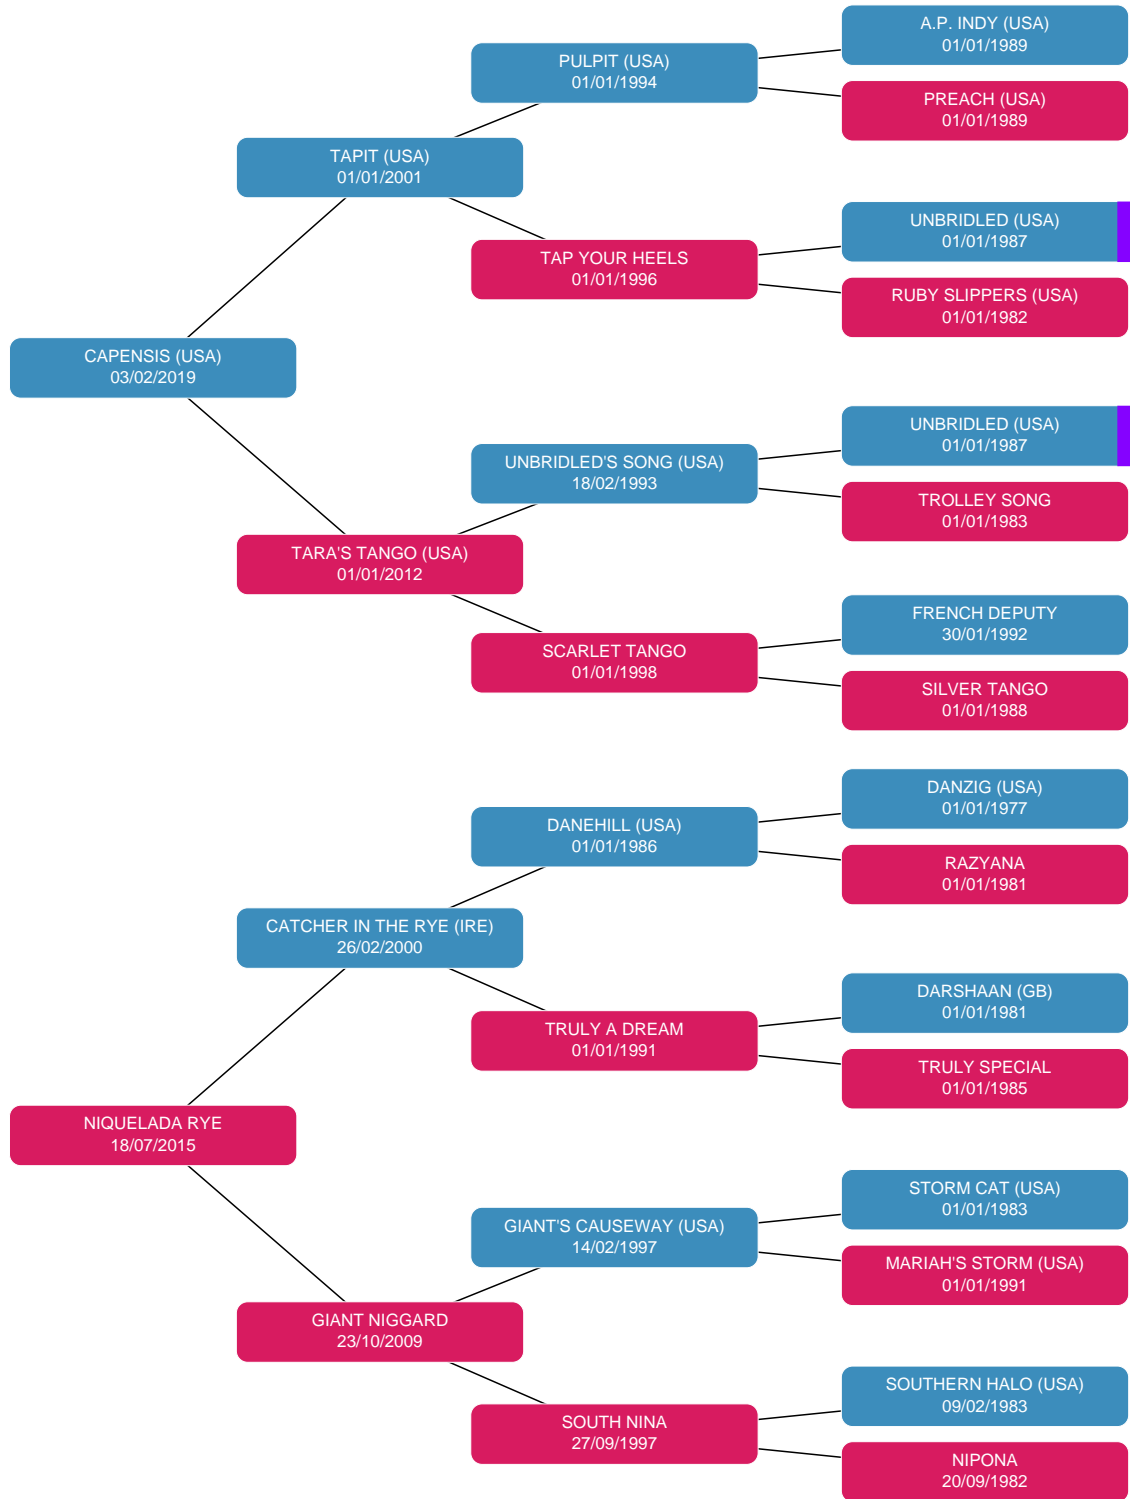 A.P. INDY (USA)
01/01/1989
PULPIT (USA)
01/01/1994
PREACH (USA)
01/01/1989
TAPIT (USA)
01/01/2001
UNBRIDLED (USA)
01/01/1987
TAP YOUR HEELS
01/01/1996
RUBY SLIPPERS (USA)
01/01/1982
CAPENSIS (USA)
03/02/2019
UNBRIDLED (USA)
01/01/1987
UNBRIDLED'S SONG (USA)
18/02/1993
TROLLEY SONG
01/01/1983
TARA'S TANGO (USA)
01/01/2012
FRENCH DEPUTY
30/01/1992
SCARLET TANGO
01/01/1998
SILVER TANGO
01/01/1988
DANZIG (USA)
01/01/1977
DANEHILL (USA)
01/01/1986
RAZYANA
01/01/1981
CATCHER IN THE RYE (IRE)
26/02/2000
DARSHAAN (GB)
01/01/1981
TRULY A DREAM
01/01/1991
TRULY SPECIAL
01/01/1985
NIQUELADA RYE
18/07/2015
STORM CAT (USA)
01/01/1983
GIANT'S CAUSEWAY (USA)
14/02/1997
MARIAH'S STORM (USA)
01/01/1991
GIANT NIGGARD
23/10/2009
SOUTHERN HALO (USA)
09/02/1983
SOUTH NINA
27/09/1997
NIPONA
20/09/1982